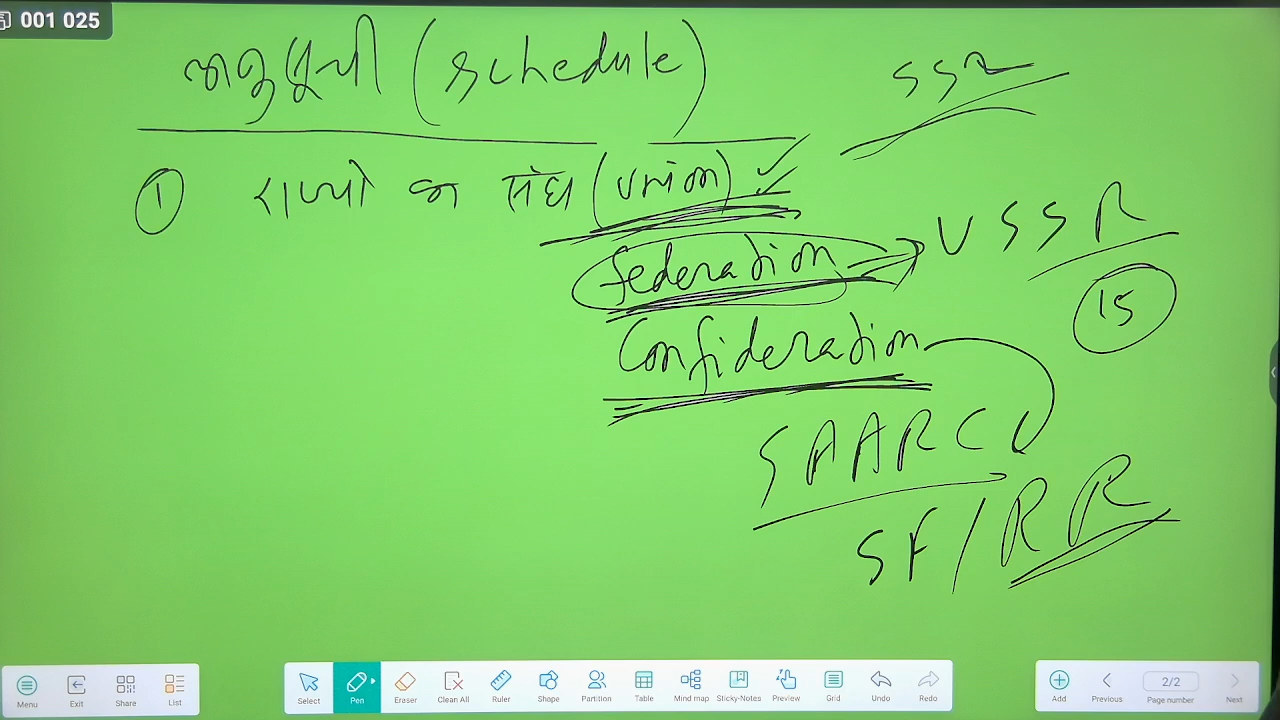 001 025
अनुसूची (schedule)
SSR
① राज्यो का संघ (Union)
federation → USSR
15
Confideration
SAARC
SF/RR
Menu Exit Share List
Select Pen Eraser Clean All Ruler Shape Partition Table Mind map Sticky-Notes Preview Grid Undo Redo
Add Previous 2/2 Page number Next